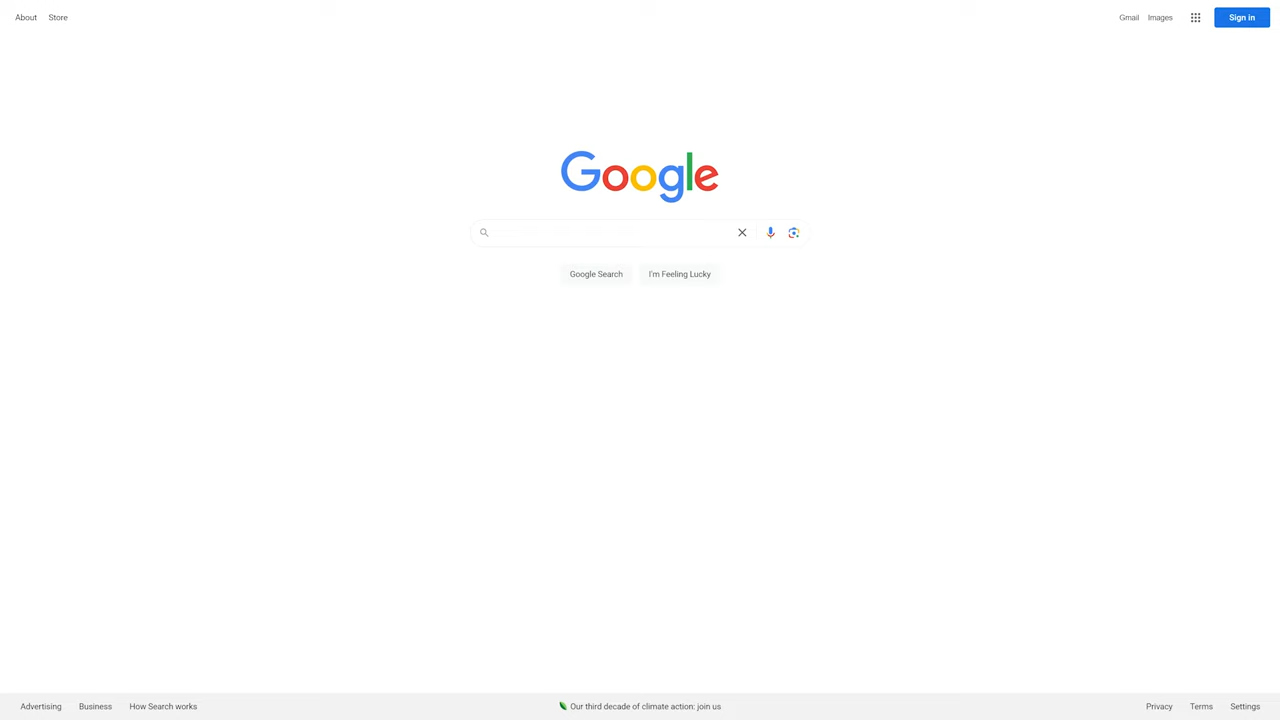 About Store
Gmail Images Sign in
Google
Google Search I'm Feeling Lucky
Advertising Business How Search works
Our third decade of climate action: join us
Privacy Terms Settings